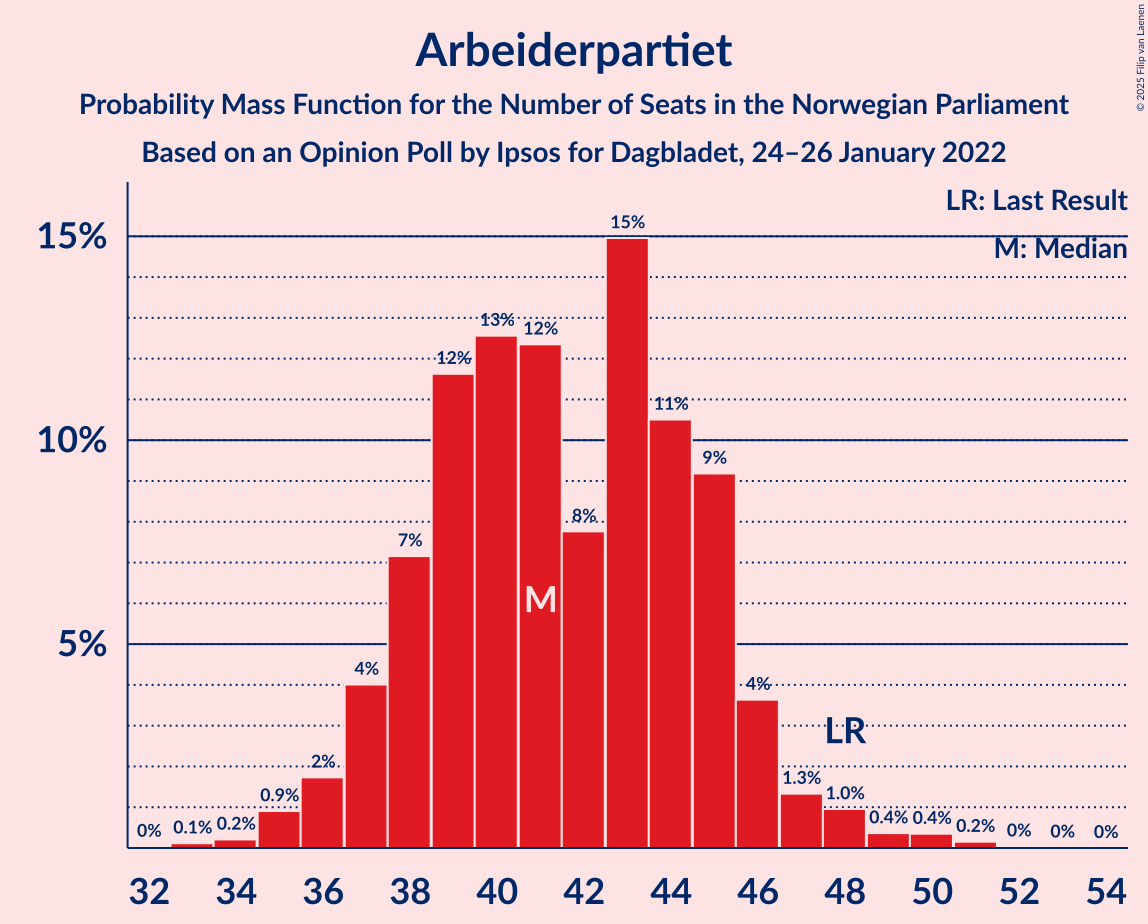 Arbeiderpartiet
Probability Mass Function for the Number of Seats in the Norwegian Parliament
Based on an Opinion Poll by Ipsos for Dagbladet, 24–26 January 2022
© 2025 Filip van Laenen
LR: Last Result
M: Median
15%
10%
5%
0%
0.1%
0.2%
0.9%
2%
4%
7%
12%
13%
12%
8%
15%
11%
9%
4%
1.3%
1.0%
0.4%
0.4%
0.2%
0%
0%
0%
M
LR
32 34 36 38 40 42 44 46 48 50 52 54